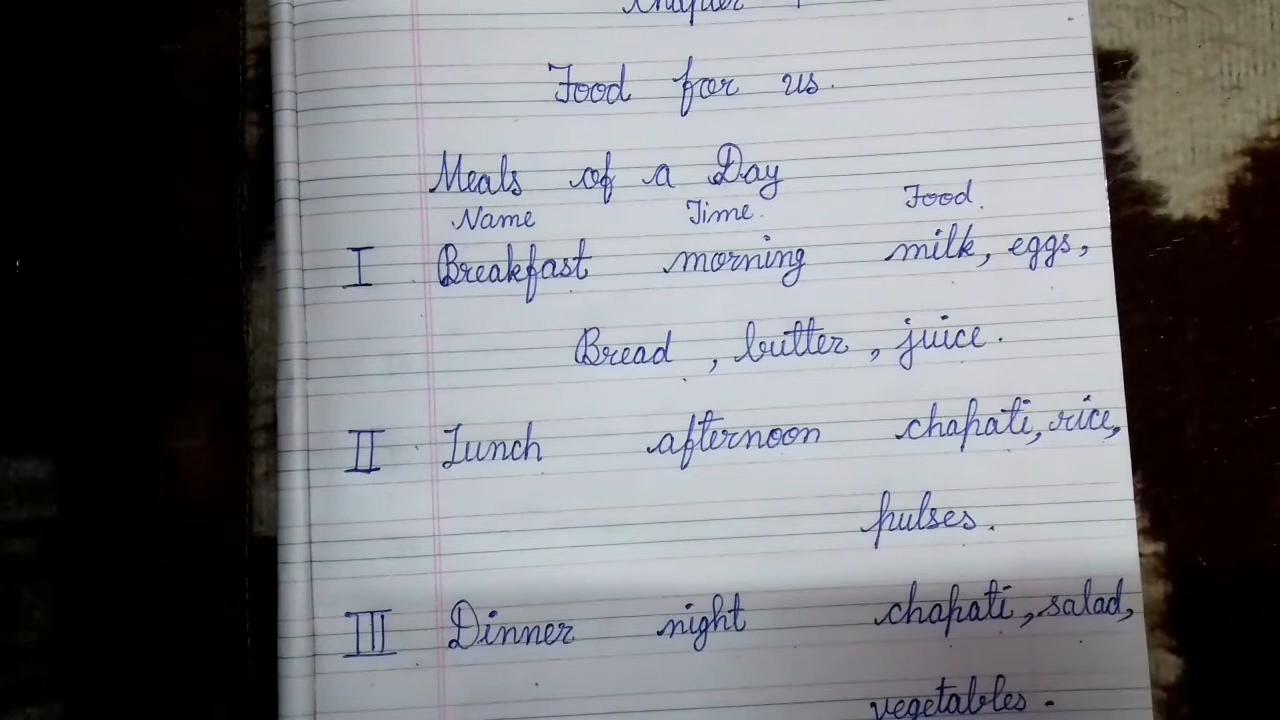 Chapter
Food for us.
Meals of a Day
Name Time. Food.
I Breakfast morning milk, eggs,
Bread, butter, juice.
II Lunch afternoon chapati, rice,
pulses.
III Dinner night chapati, salad,
vegetables.